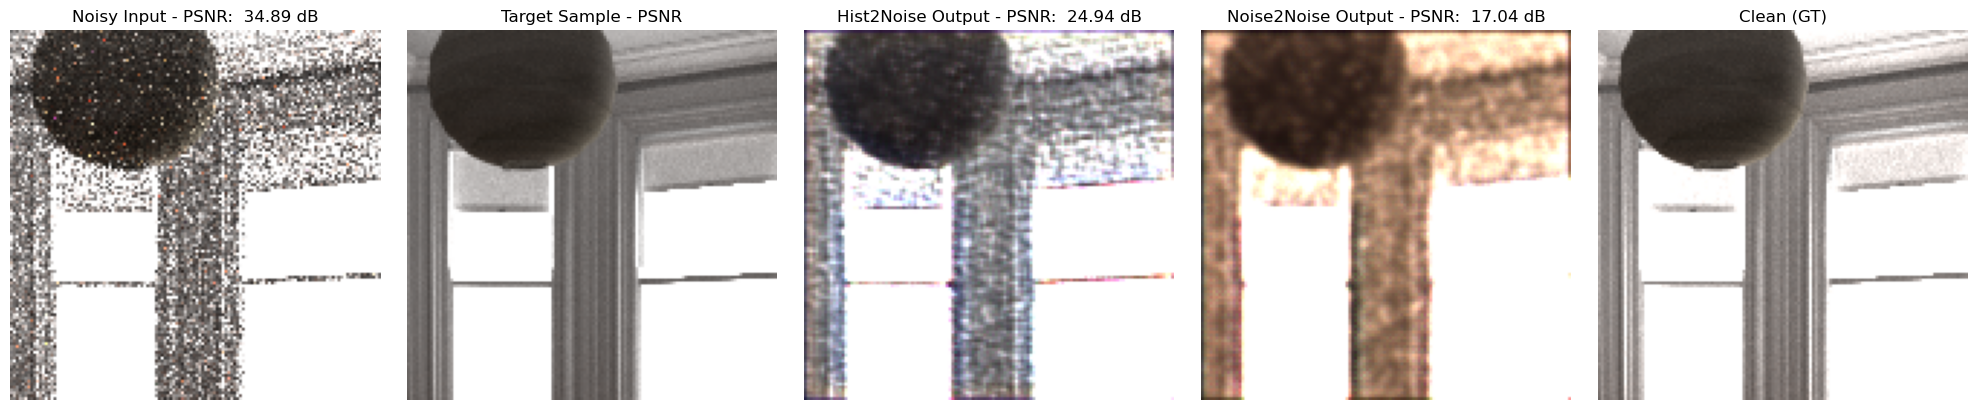 Noisy Input - PSNR:  34.89 dB
Target Sample - PSNR
Hist2Noise Output - PSNR:  24.94 dB
Noise2Noise Output - PSNR:  17.04 dB
Clean (GT)